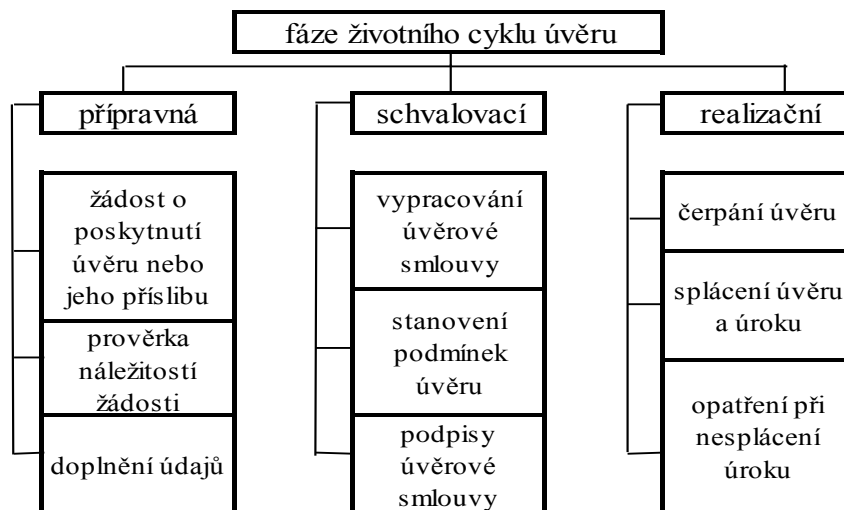 fáze životního cyklu úvěru
přípravná
schvalovací
realizační
žádost o
poskytnutí
úvěru nebo
jeho příslibu
prověrka
náležitostí
žádosti
doplnění údajů
vypracování
úvěrové
smlouvy
stanovení
podmínek
úvěru
podpisy
úvěrové
smlouvy
čerpání úvěru
splácení úvěru
a úroku
opatření při
nesplácení
úroku